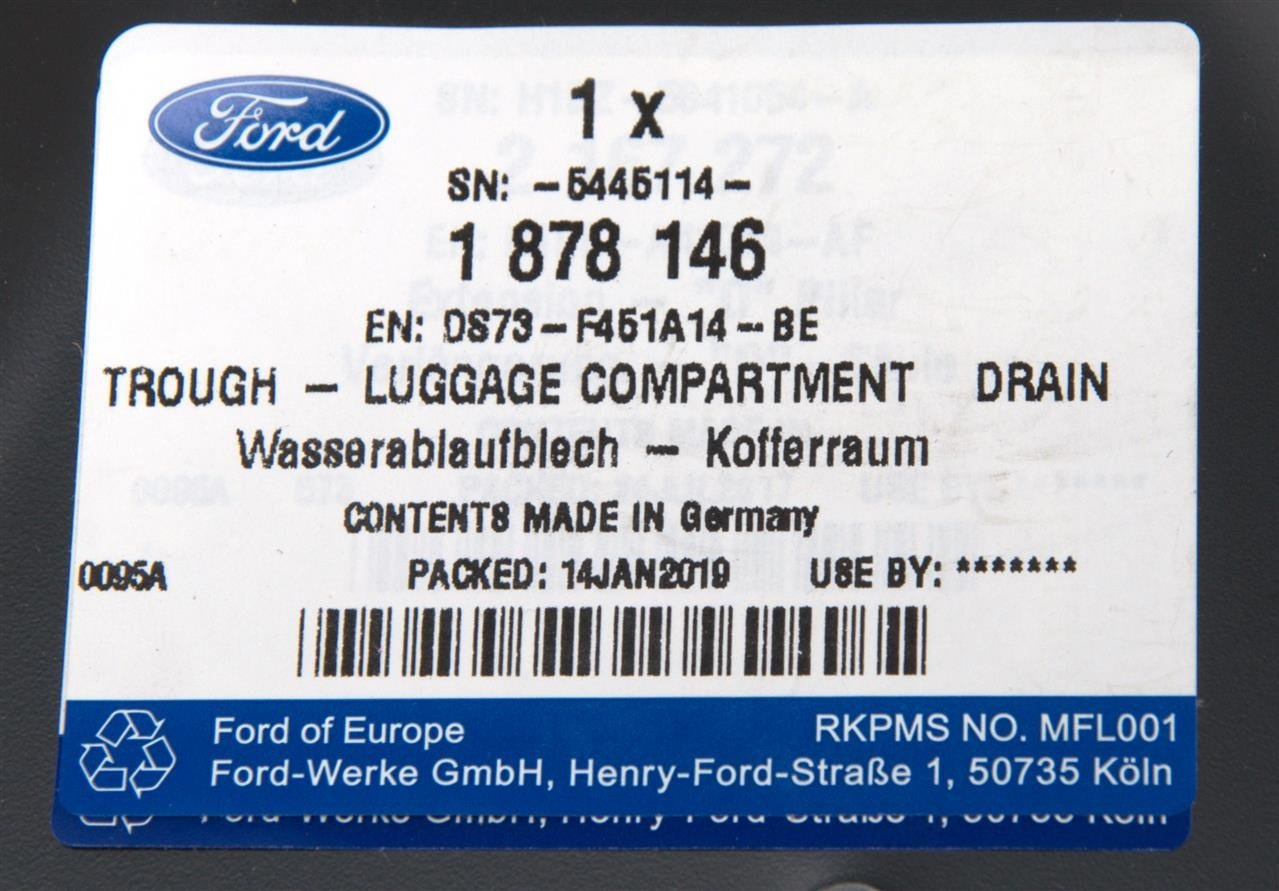 Ford
1 x
SN: -5445114-
1 878 146
EN: DS73-F451A14-BE
TROUGH - LUGGAGE COMPARTMENT DRAIN
Wasserablaufblech - Kofferraum
CONTENTS MADE IN Germany
0095A PACKED: 14JAN2019 USE BY: *******
Ford of Europe RKPMS NO. MFL001
Ford-Werke GmbH, Henry-Ford-Straße 1, 50735 Köln